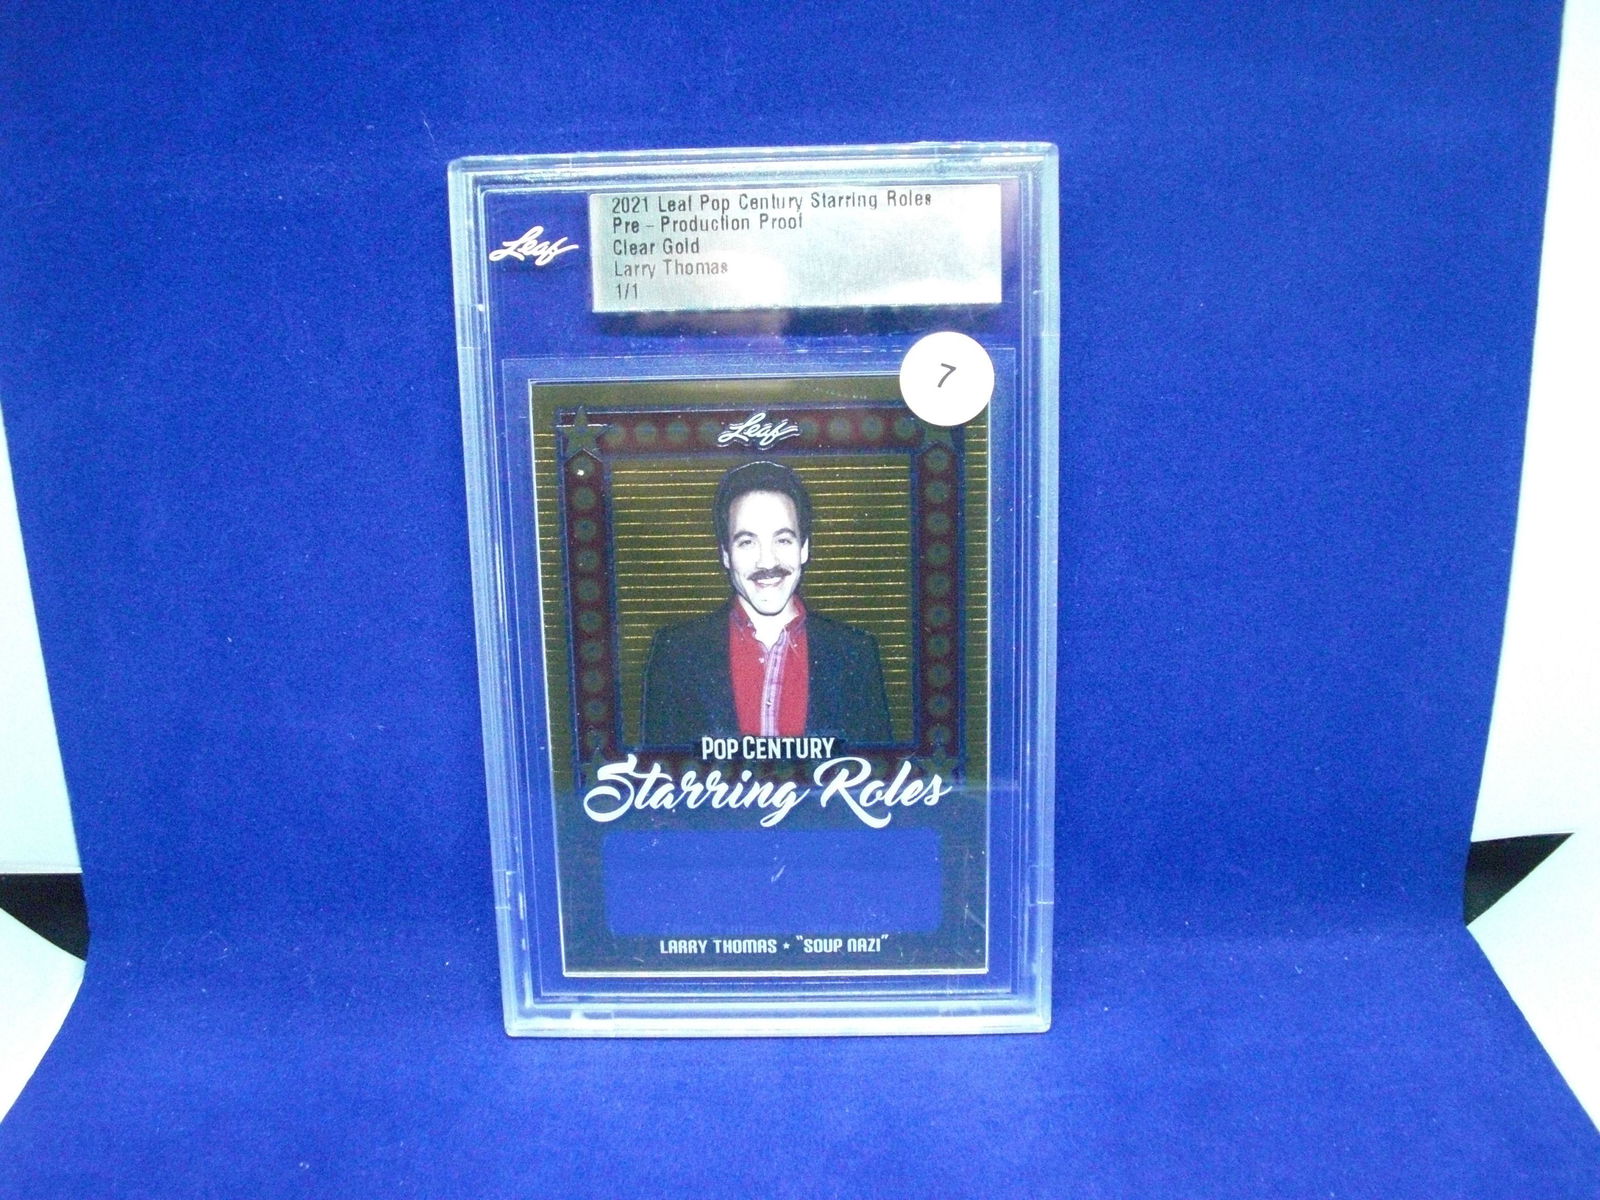 2021 Leaf Pop Century Starring Roles
Pre - Production Proof
Leaf
Clear Gold
Larry Thomas
1/1
7
Leaf
POP CENTURY
Starring Roles
LARRY THOMAS ★ "SOUP NAZI"